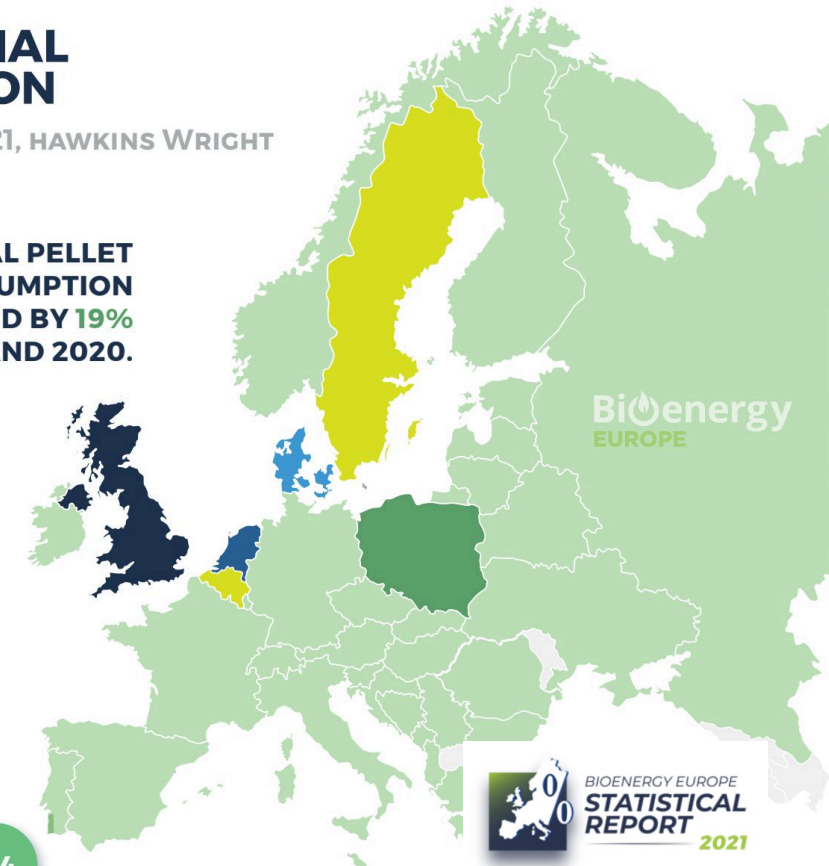 IAL
ON
21, HAWKINS WRIGHT
AL PELLET
UMPTION
D BY 19%
AND 2020.
Bioenergy
EUROPE
BIOENERGY EUROPE
STATISTICAL
REPORT
2021